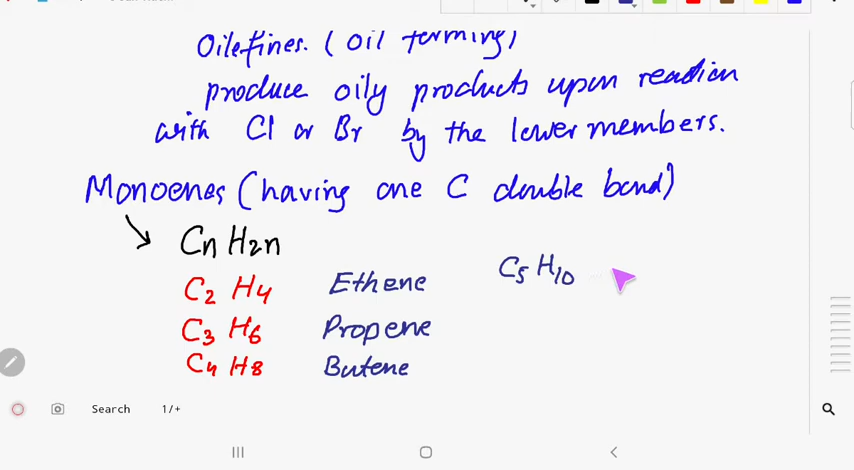 Oilefines. (oil forming)
produce oily products upon reaction
with Cl or Br by the lower members.
Monoenes (having one C double bond)
CnH2n
C2 H4 Ethene C5 H10
C3 H6 Propene
C4 H8 Butene
Search 1/+